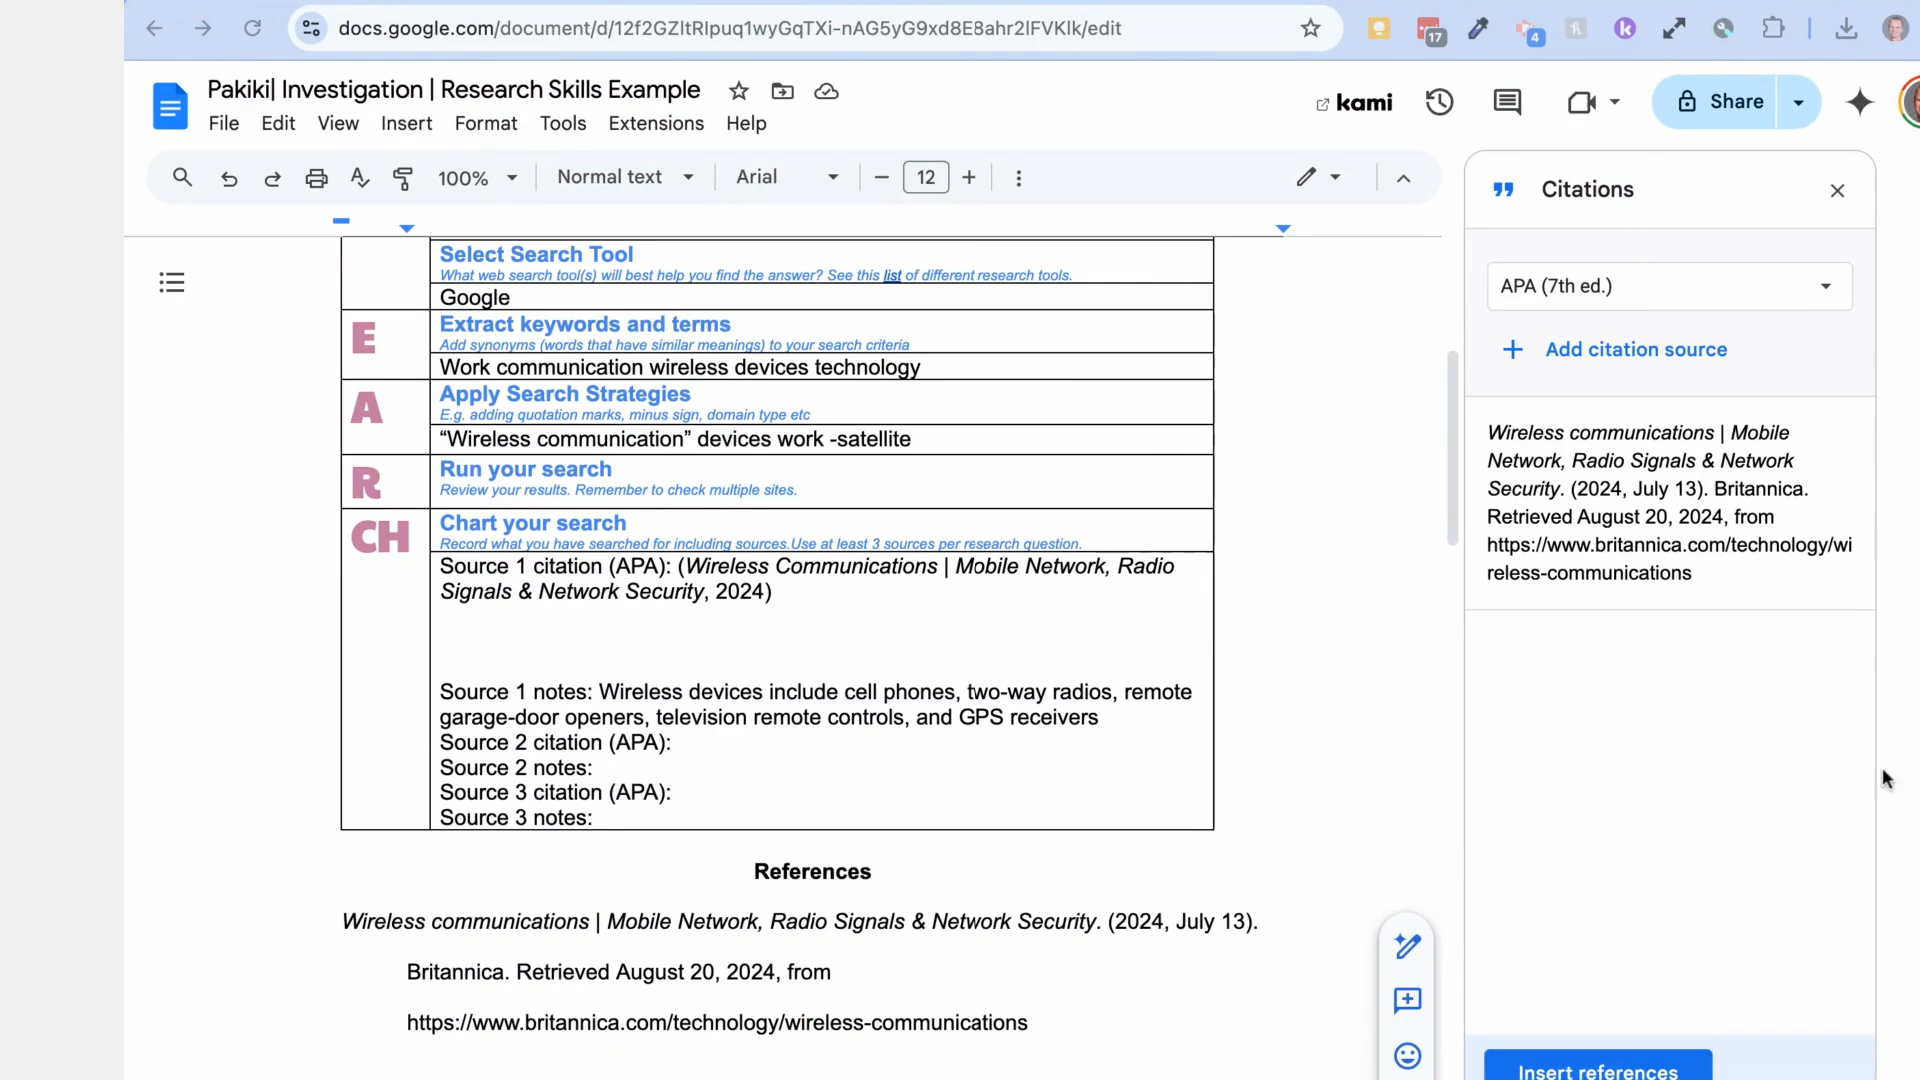 docs.google.com/document/d/12f2GZltRIpuq1wyGqTXi-nAG5yG9xd8E8ahr2lFVKlk/edit
17
4
Pakiki| Investigation | Research Skills Example
kami
Share
File Edit View Insert Format Tools Extensions Help
100% Normal text Arial 12
Citations
APA (7th ed.)
Add citation source
Wireless communications | Mobile
Network, Radio Signals & Network
Security. (2024, July 13). Britannica.
Retrieved August 20, 2024, from
https://www.britannica.com/technology/wi
reless-communications
Insert references
Select Search Tool
What web search tool(s) will best help you find the answer? See this list of different research tools.
Google
E
Extract keywords and terms
Add synonyms (words that have similar meanings) to your search criteria
Work communication wireless devices technology
A
Apply Search Strategies
E.g. adding quotation marks, minus sign, domain type etc
“Wireless communication” devices work -satellite
R
Run your search
Review your results. Remember to check multiple sites.
CH
Chart your search
Record what you have searched for including sources.Use at least 3 sources per research question.
Source 1 citation (APA): (Wireless Communications | Mobile Network, Radio
Signals & Network Security, 2024)
Source 1 notes: Wireless devices include cell phones, two-way radios, remote
garage-door openers, television remote controls, and GPS receivers
Source 2 citation (APA):
Source 2 notes:
Source 3 citation (APA):
Source 3 notes:
References
Wireless communications | Mobile Network, Radio Signals & Network Security. (2024, July 13).
Britannica. Retrieved August 20, 2024, from
https://www.britannica.com/technology/wireless-communications